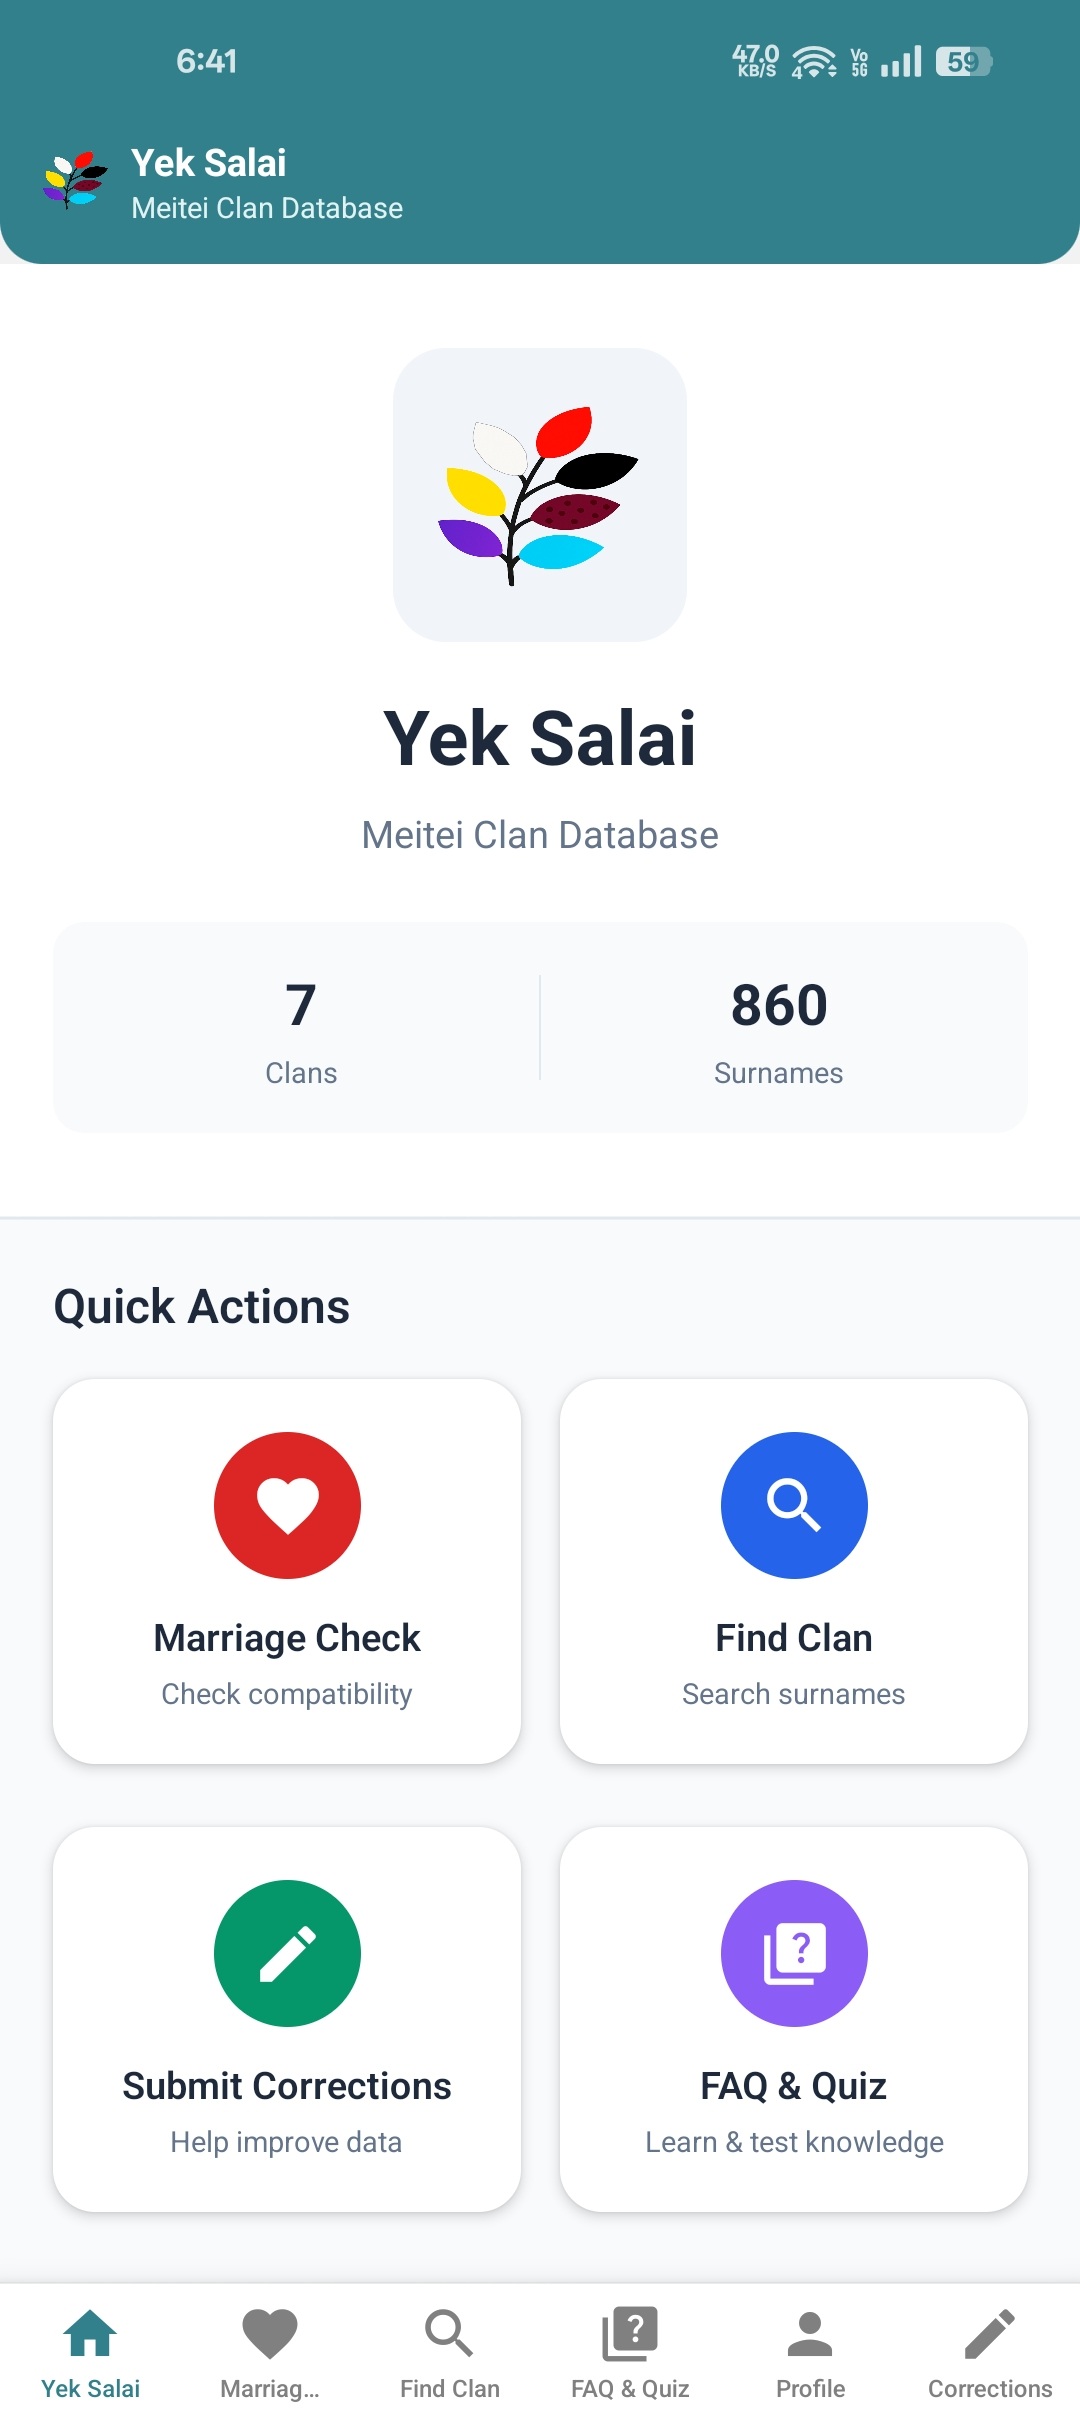 6:41
47.0
KB/S
4
Vo
5G
59
Yek Salai
Meitei Clan Database
Yek Salai
Meitei Clan Database
7
860
Clans
Surnames
Quick Actions
Marriage Check
Find Clan
Check compatibility
Search surnames
?
Submit Corrections
FAQ & Quiz
Help improve data
Learn & test knowledge
?
Yek Salai
Marriag...
Find Clan
FAQ & Quiz
Profile
Corrections